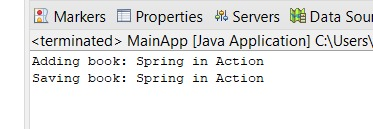 Markers Properties Servers Data Sour
<terminated> MainApp [Java Application] C:\Users\
Adding book: Spring in Action
Saving book: Spring in Action